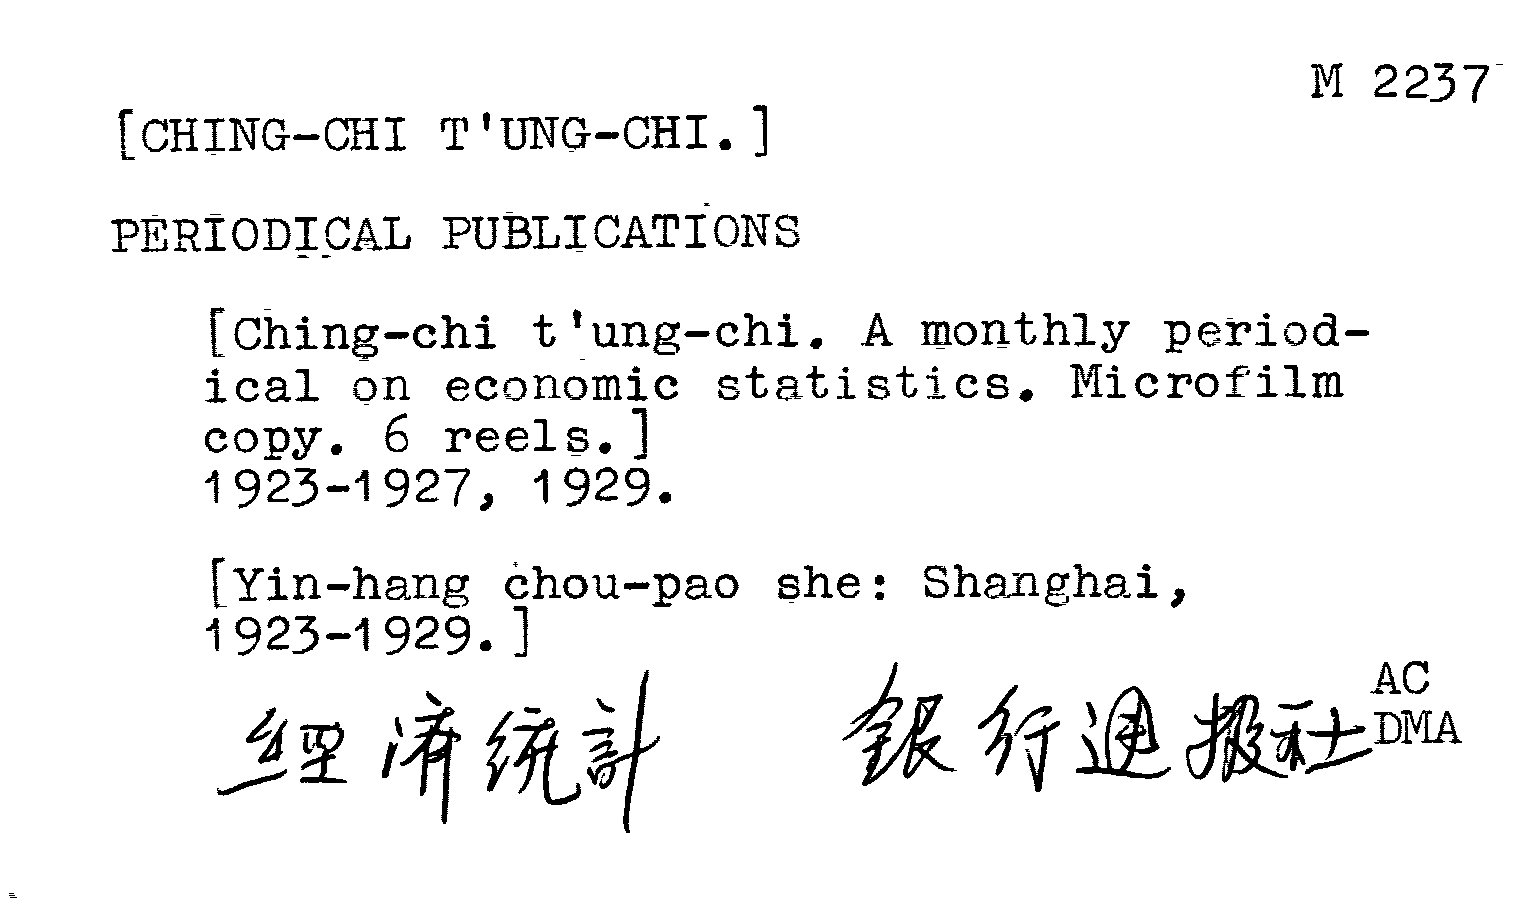 M 2237
[CHING-CHI T'UNG-CHI.]
PERIODICAL PUBLICATIONS
[Ching-chi t'ung-chi. A monthly period-
ical on economic statistics. Microfilm
copy. 6 reels.]
1923-1927, 1929.
[Yin-hang chou-pao she: Shanghai,
1923-1929.]
經濟統計 銀行週報社
AC
DMA